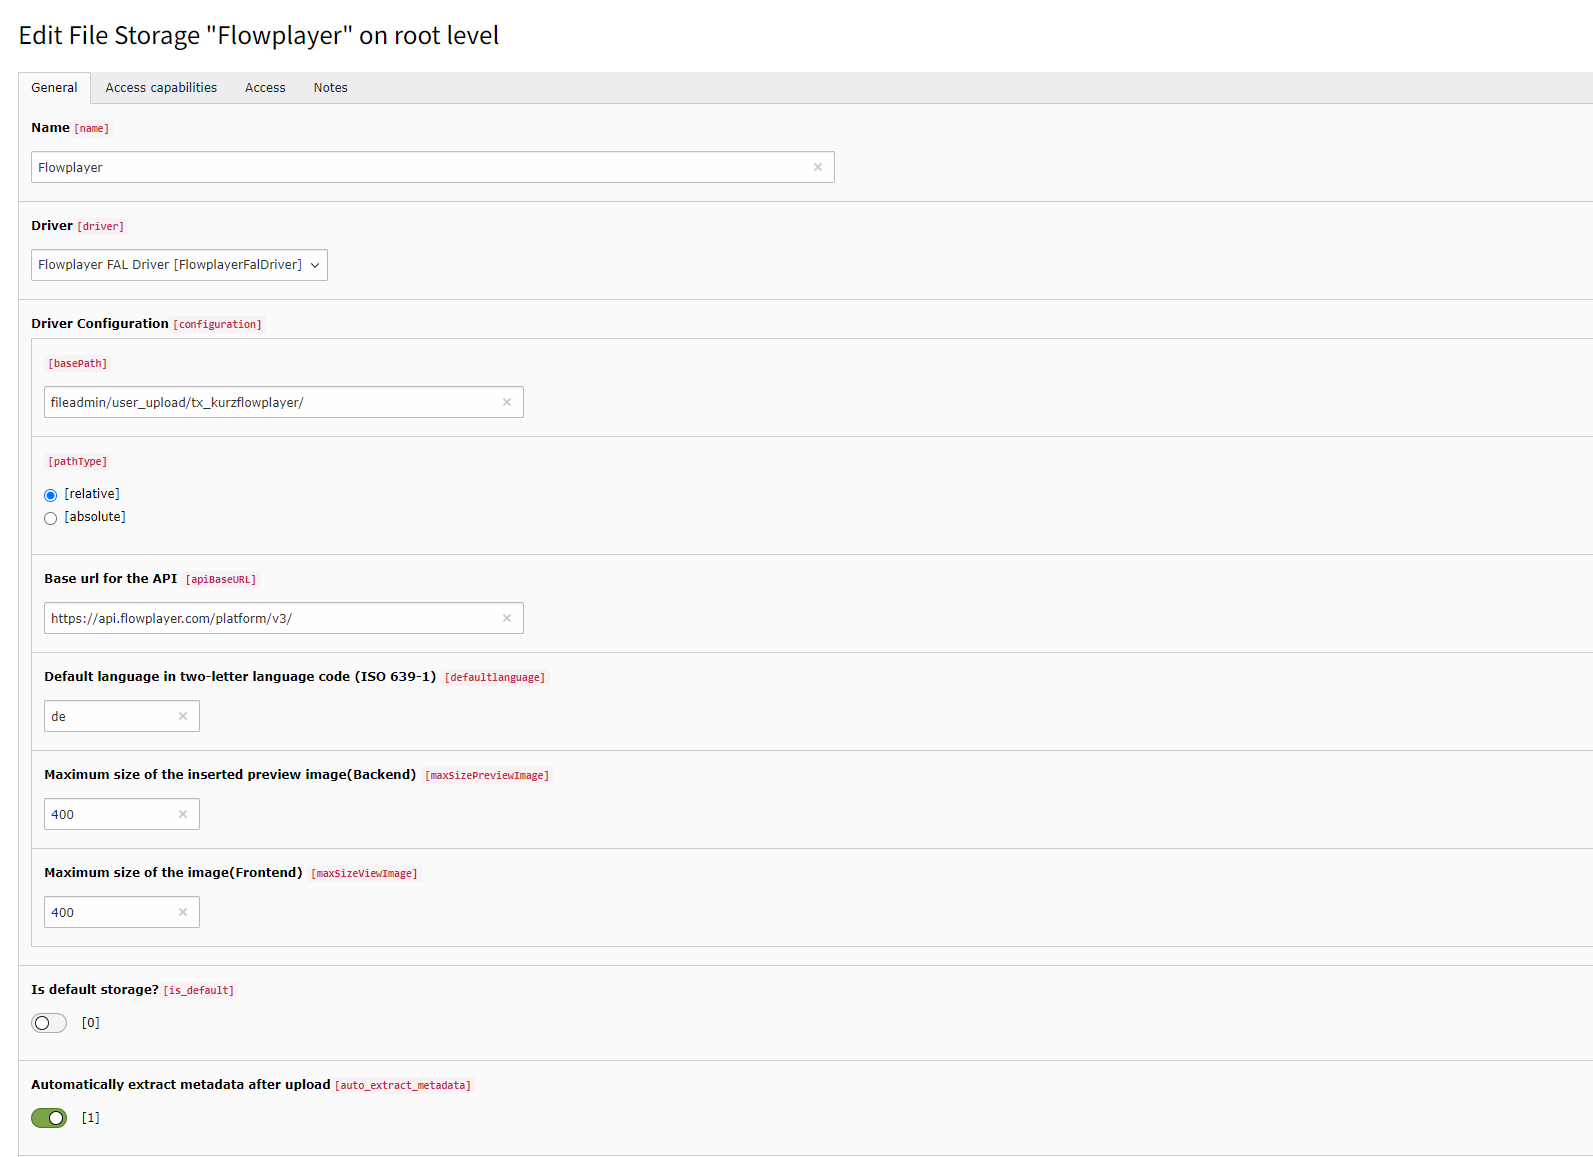 Edit File Storage "Flowplayer" on root level
General Access capabilities Access Notes
Name [name]
Flowplayer
Driver [driver]
Flowplayer FAL Driver [FlowplayerFalDriver]
Driver Configuration [configuration]
[basePath]
fileadmin/user_upload/tx_kurzflowplayer/
[pathType]
[relative]
[absolute]
Base url for the API [apiBaseURL]
https://api.flowplayer.com/platform/v3/
Default language in two-letter language code (ISO 639-1) [defaultlanguage]
de
Maximum size of the inserted preview image(Backend) [maxSizePreviewImage]
400
Maximum size of the image(Frontend) [maxSizeViewImage]
400
Is default storage? [is_default]
[0]
Automatically extract metadata after upload [auto_extract_metadata]
[1]